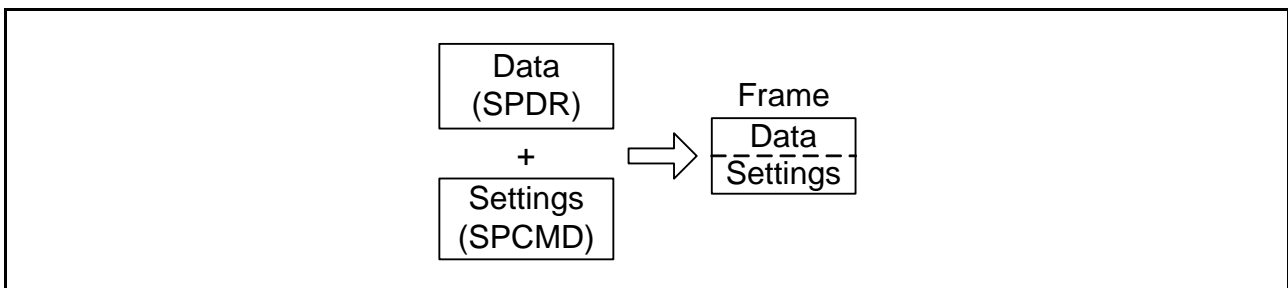 Data
(SPDR)
+
Settings
(SPCMD)
Frame
Data
Settings